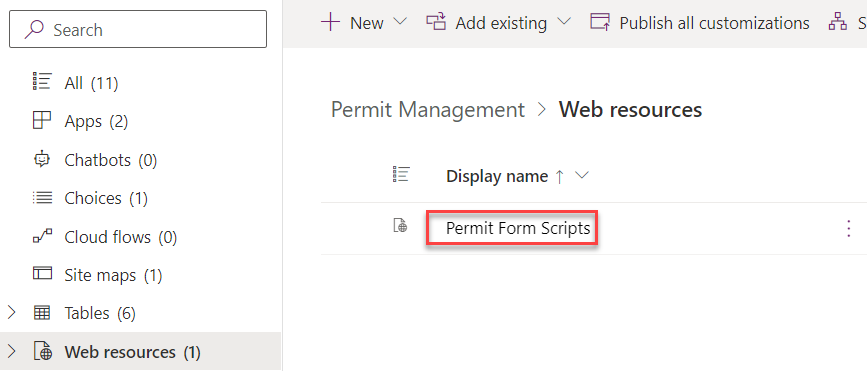 Search
All (11)
Apps (2)
Chatbots (0)
Choices (1)
Cloud flows (0)
Site maps (1)
Tables (6)
Web resources (1)
New
Add existing
Publish all customizations
S
Permit Management > Web resources
Display name ↑
Permit Form Scripts